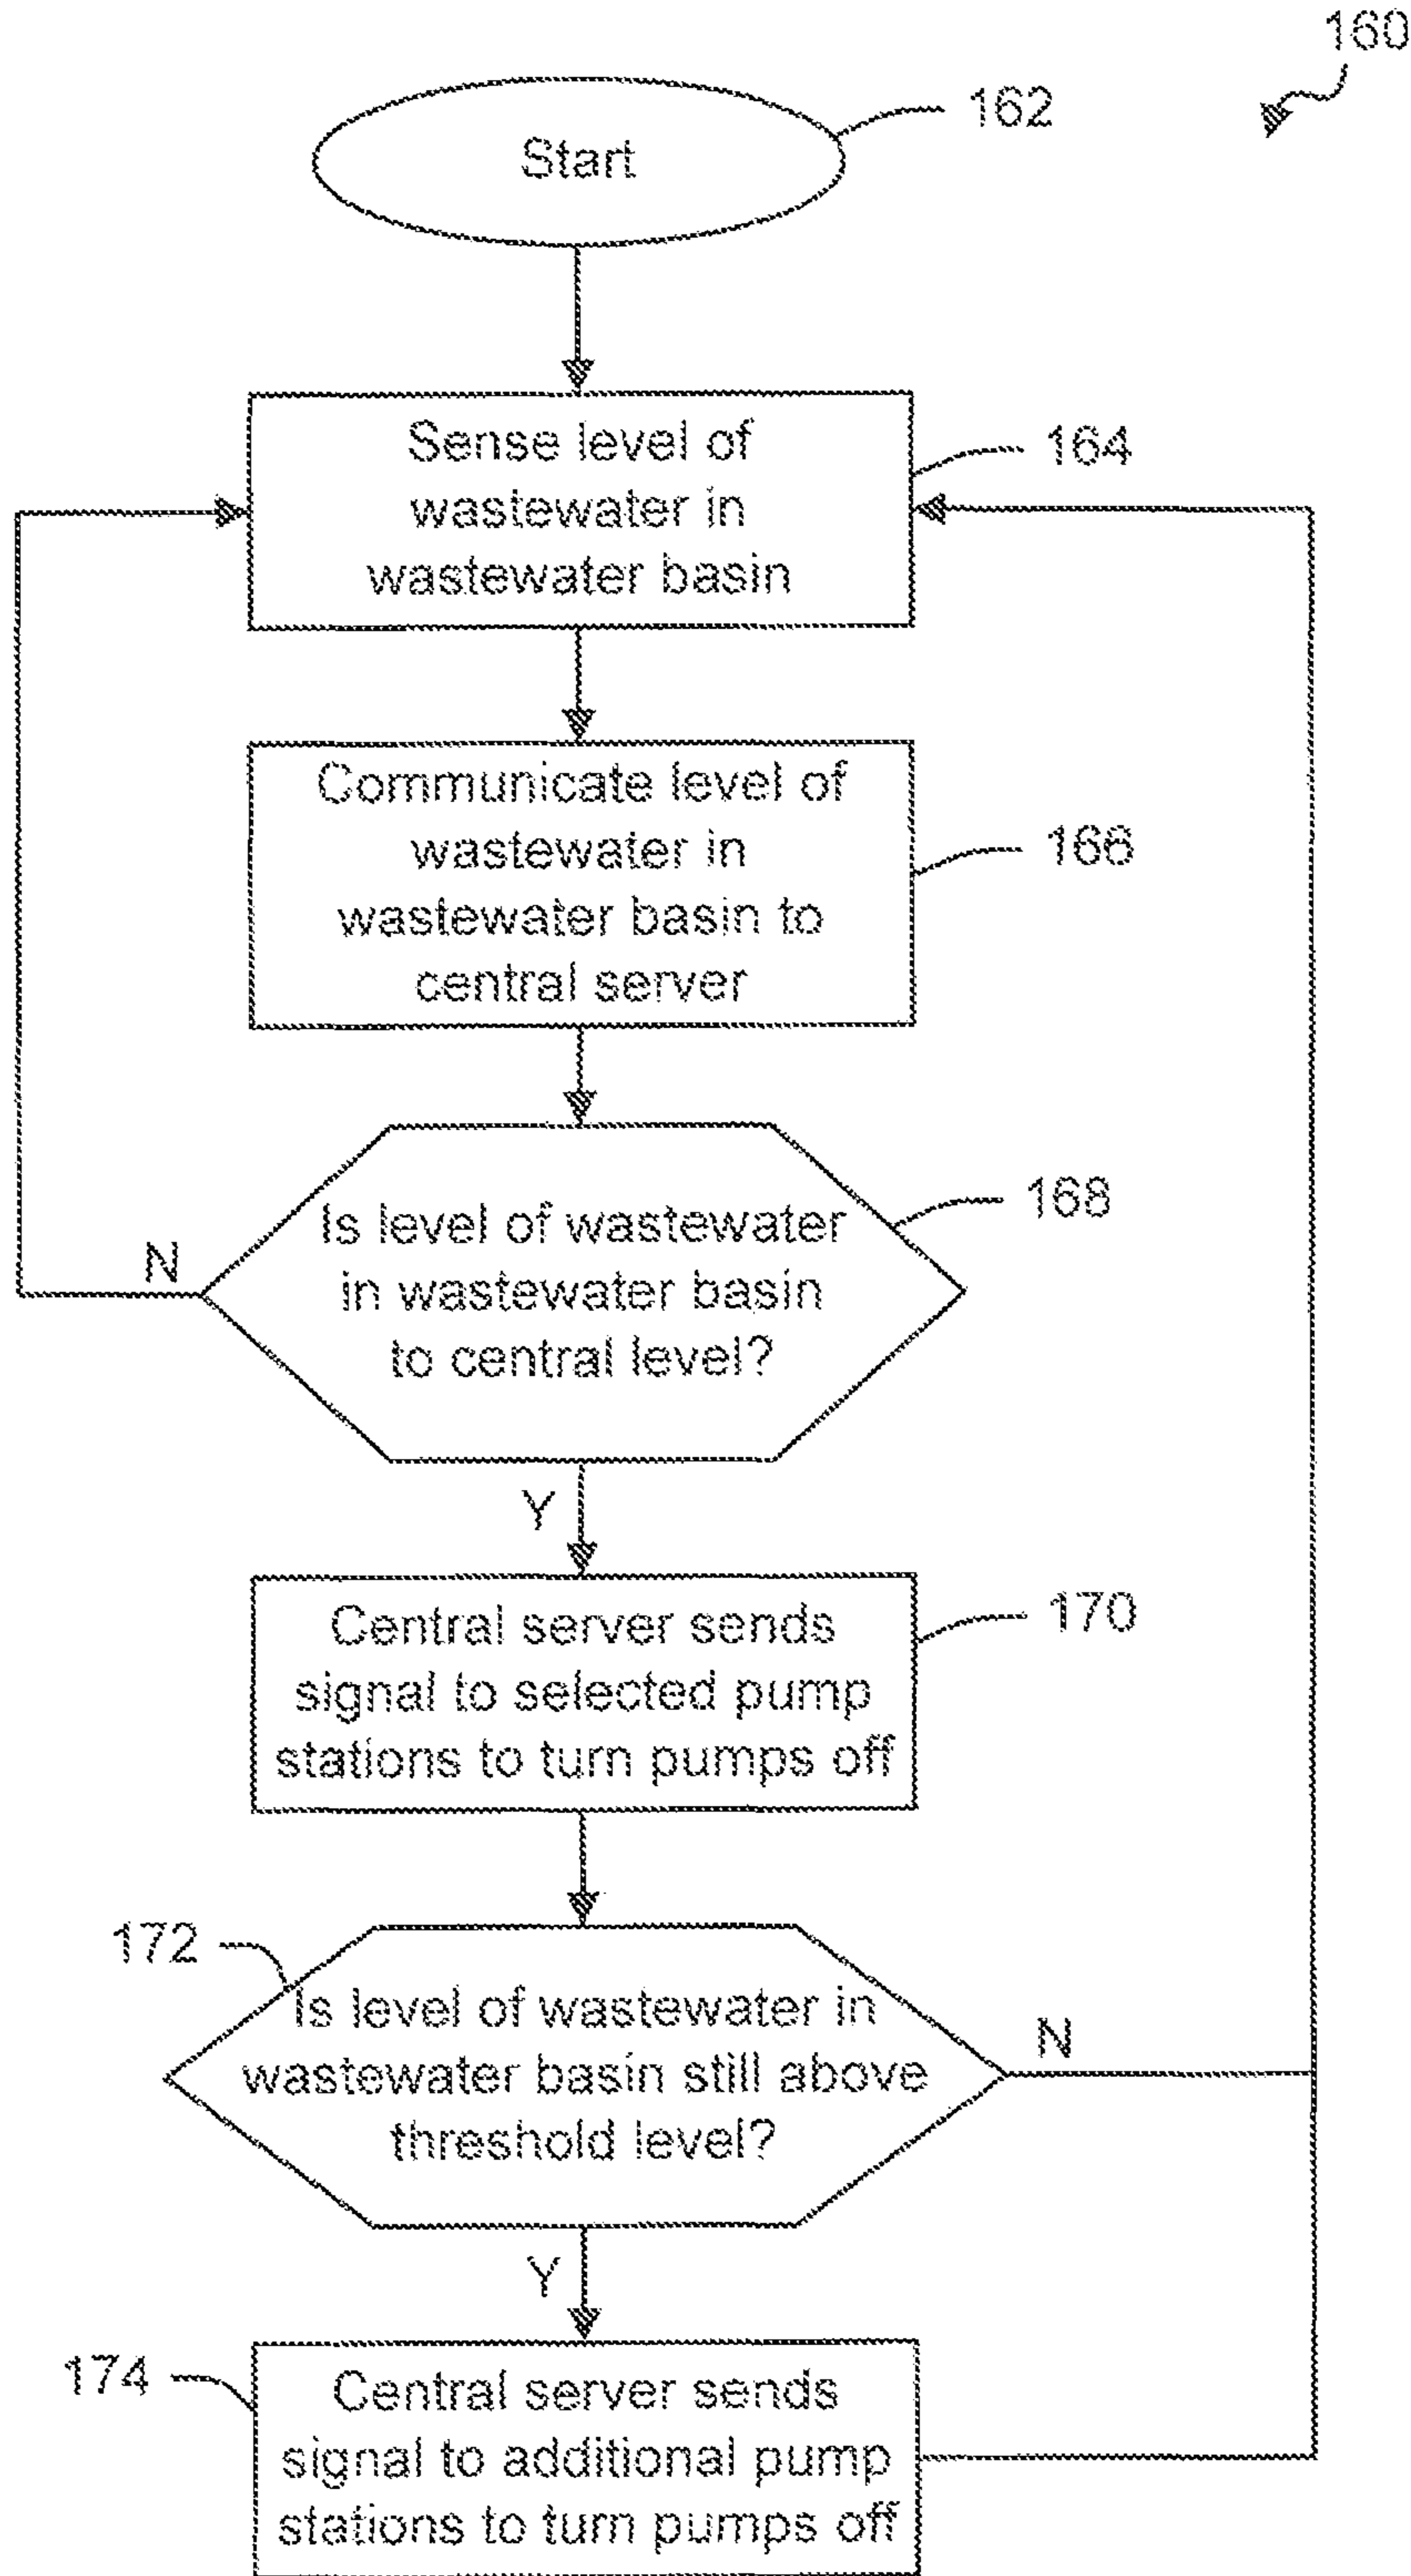 160
Start
162
Sense level of
wastewater in
wastewater basin
164
Communicate level of
wastewater in
wastewater basin to
central server
166
Is level of wastewater
in wastewater basin
to central level?
168
N
Y
Central server sends
signal to selected pump
stations to turn pumps off
170
172
Is level of wastewater in
wastewater basin still above
threshold level?
N
Y
174
Central server sends
signal to additional pump
stations to turn pumps off